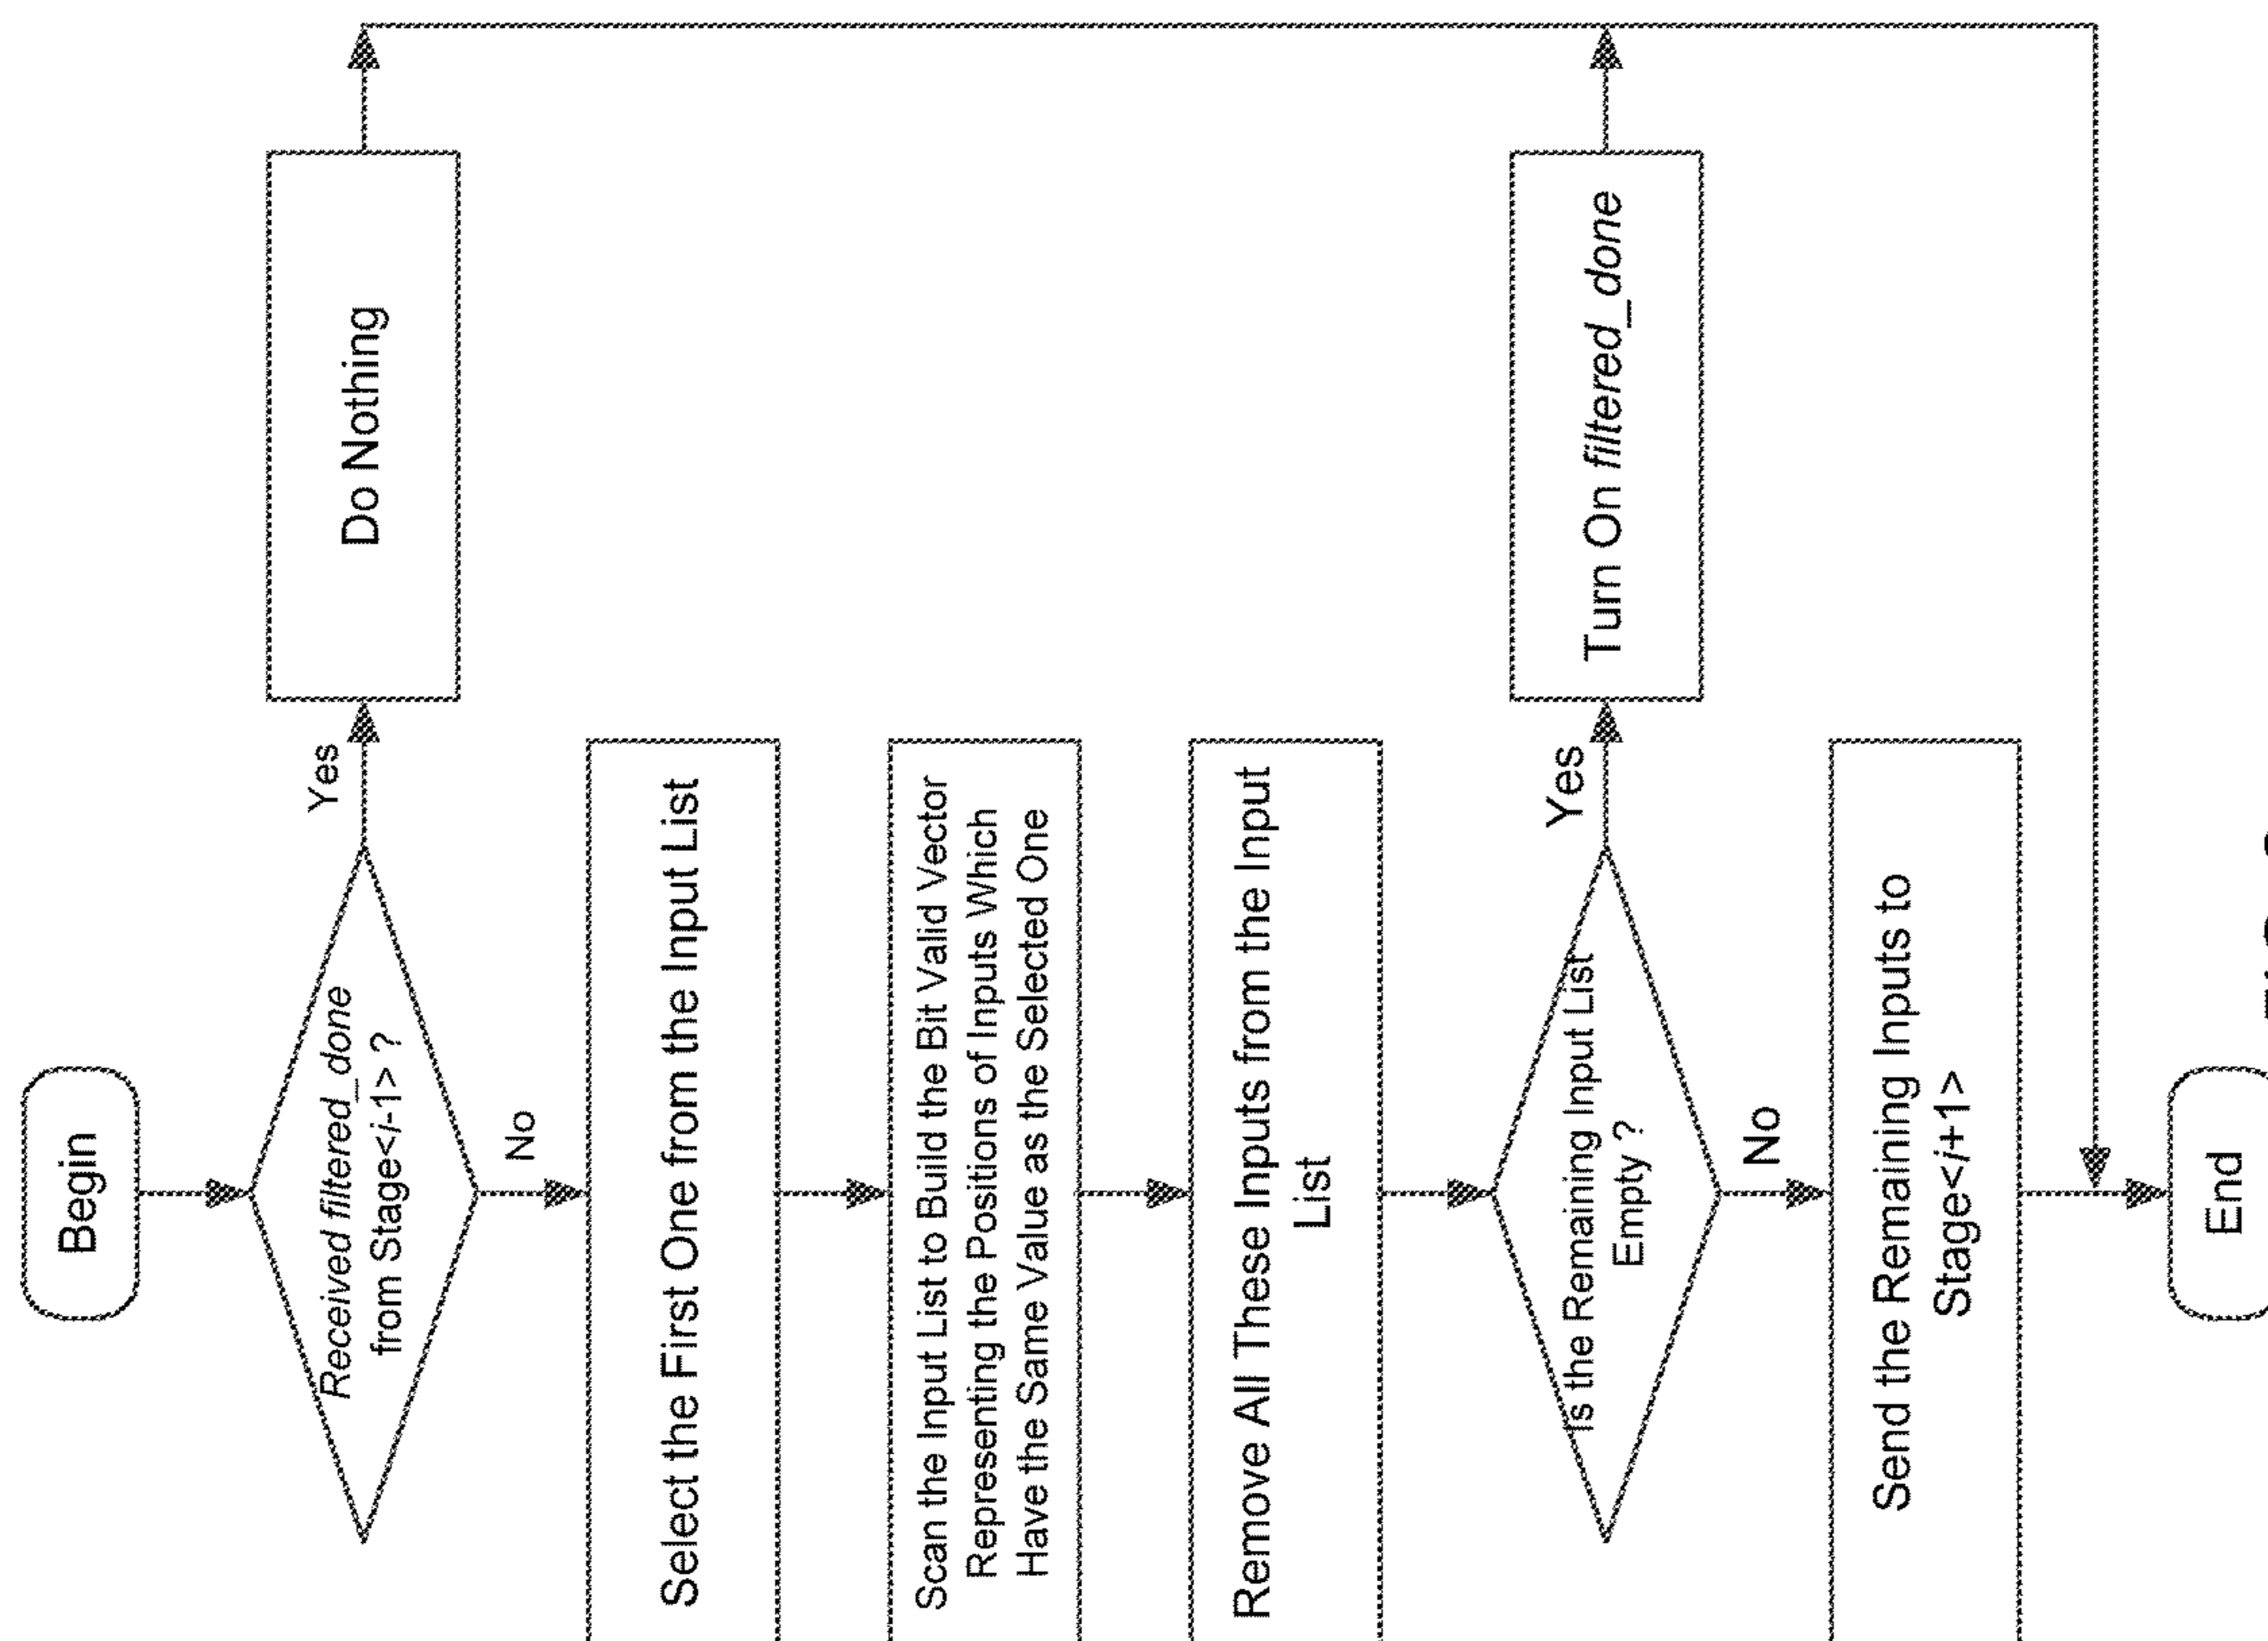 Begin
Received filtered_done
from Stage<i-1> ?
Yes
Do Nothing
No
Select the First One from the Input List
Scan the Input List to Build the Bit Valid Vector
Representing the Positions of Inputs Which
Have the Same Value as the Selected One
Remove All These Inputs from the Input
List
Is the Remaining Input List
Empty ?
Yes
Turn On filtered_done
No
Send the Remaining Inputs to
Stage<i+1>
End